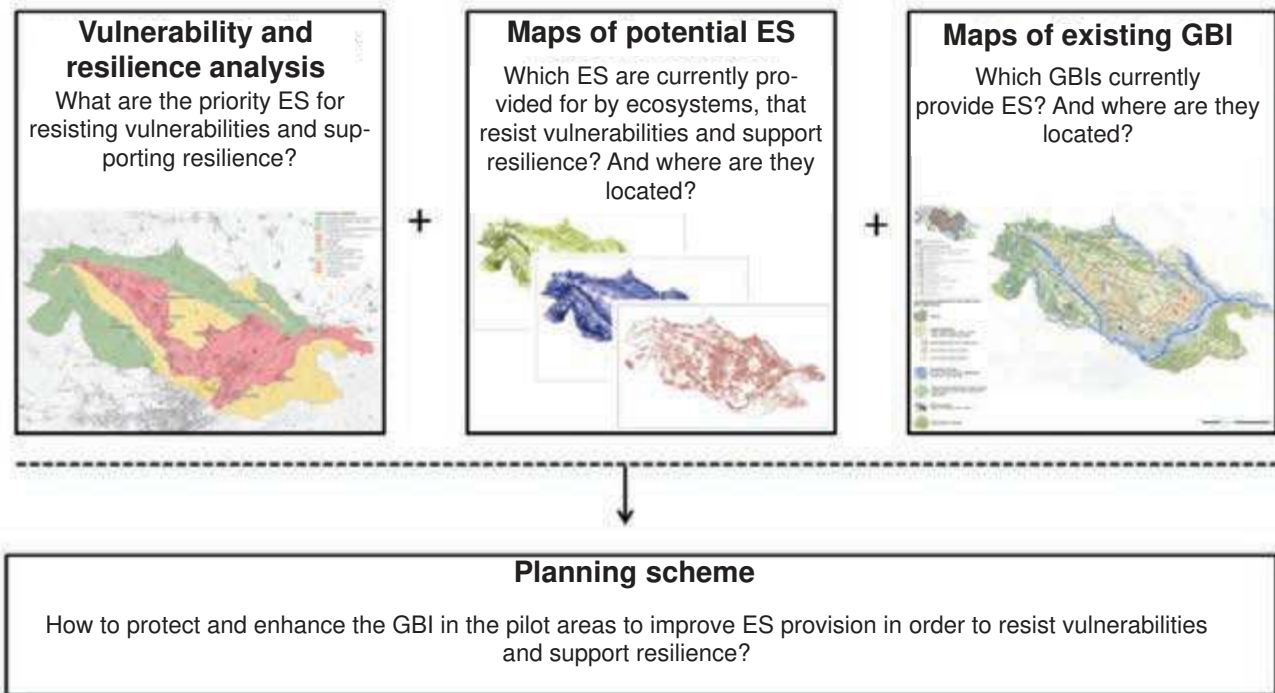 Vulnerability and
resilience analysis
What are the priority ES for
resisting vulnerabilities and sup-
porting resilience?
+
Maps of potential ES
Which ES are currently pro-
vided for by ecosystems, that
resist vulnerabilities and support
resilience? And where are they
located?
+
Maps of existing GBI
Which GBIs currently
provide ES? And where are they
located?
Planning scheme
How to protect and enhance the GBI in the pilot areas to improve ES provision in order to resist vulnerabilities
and support resilience?